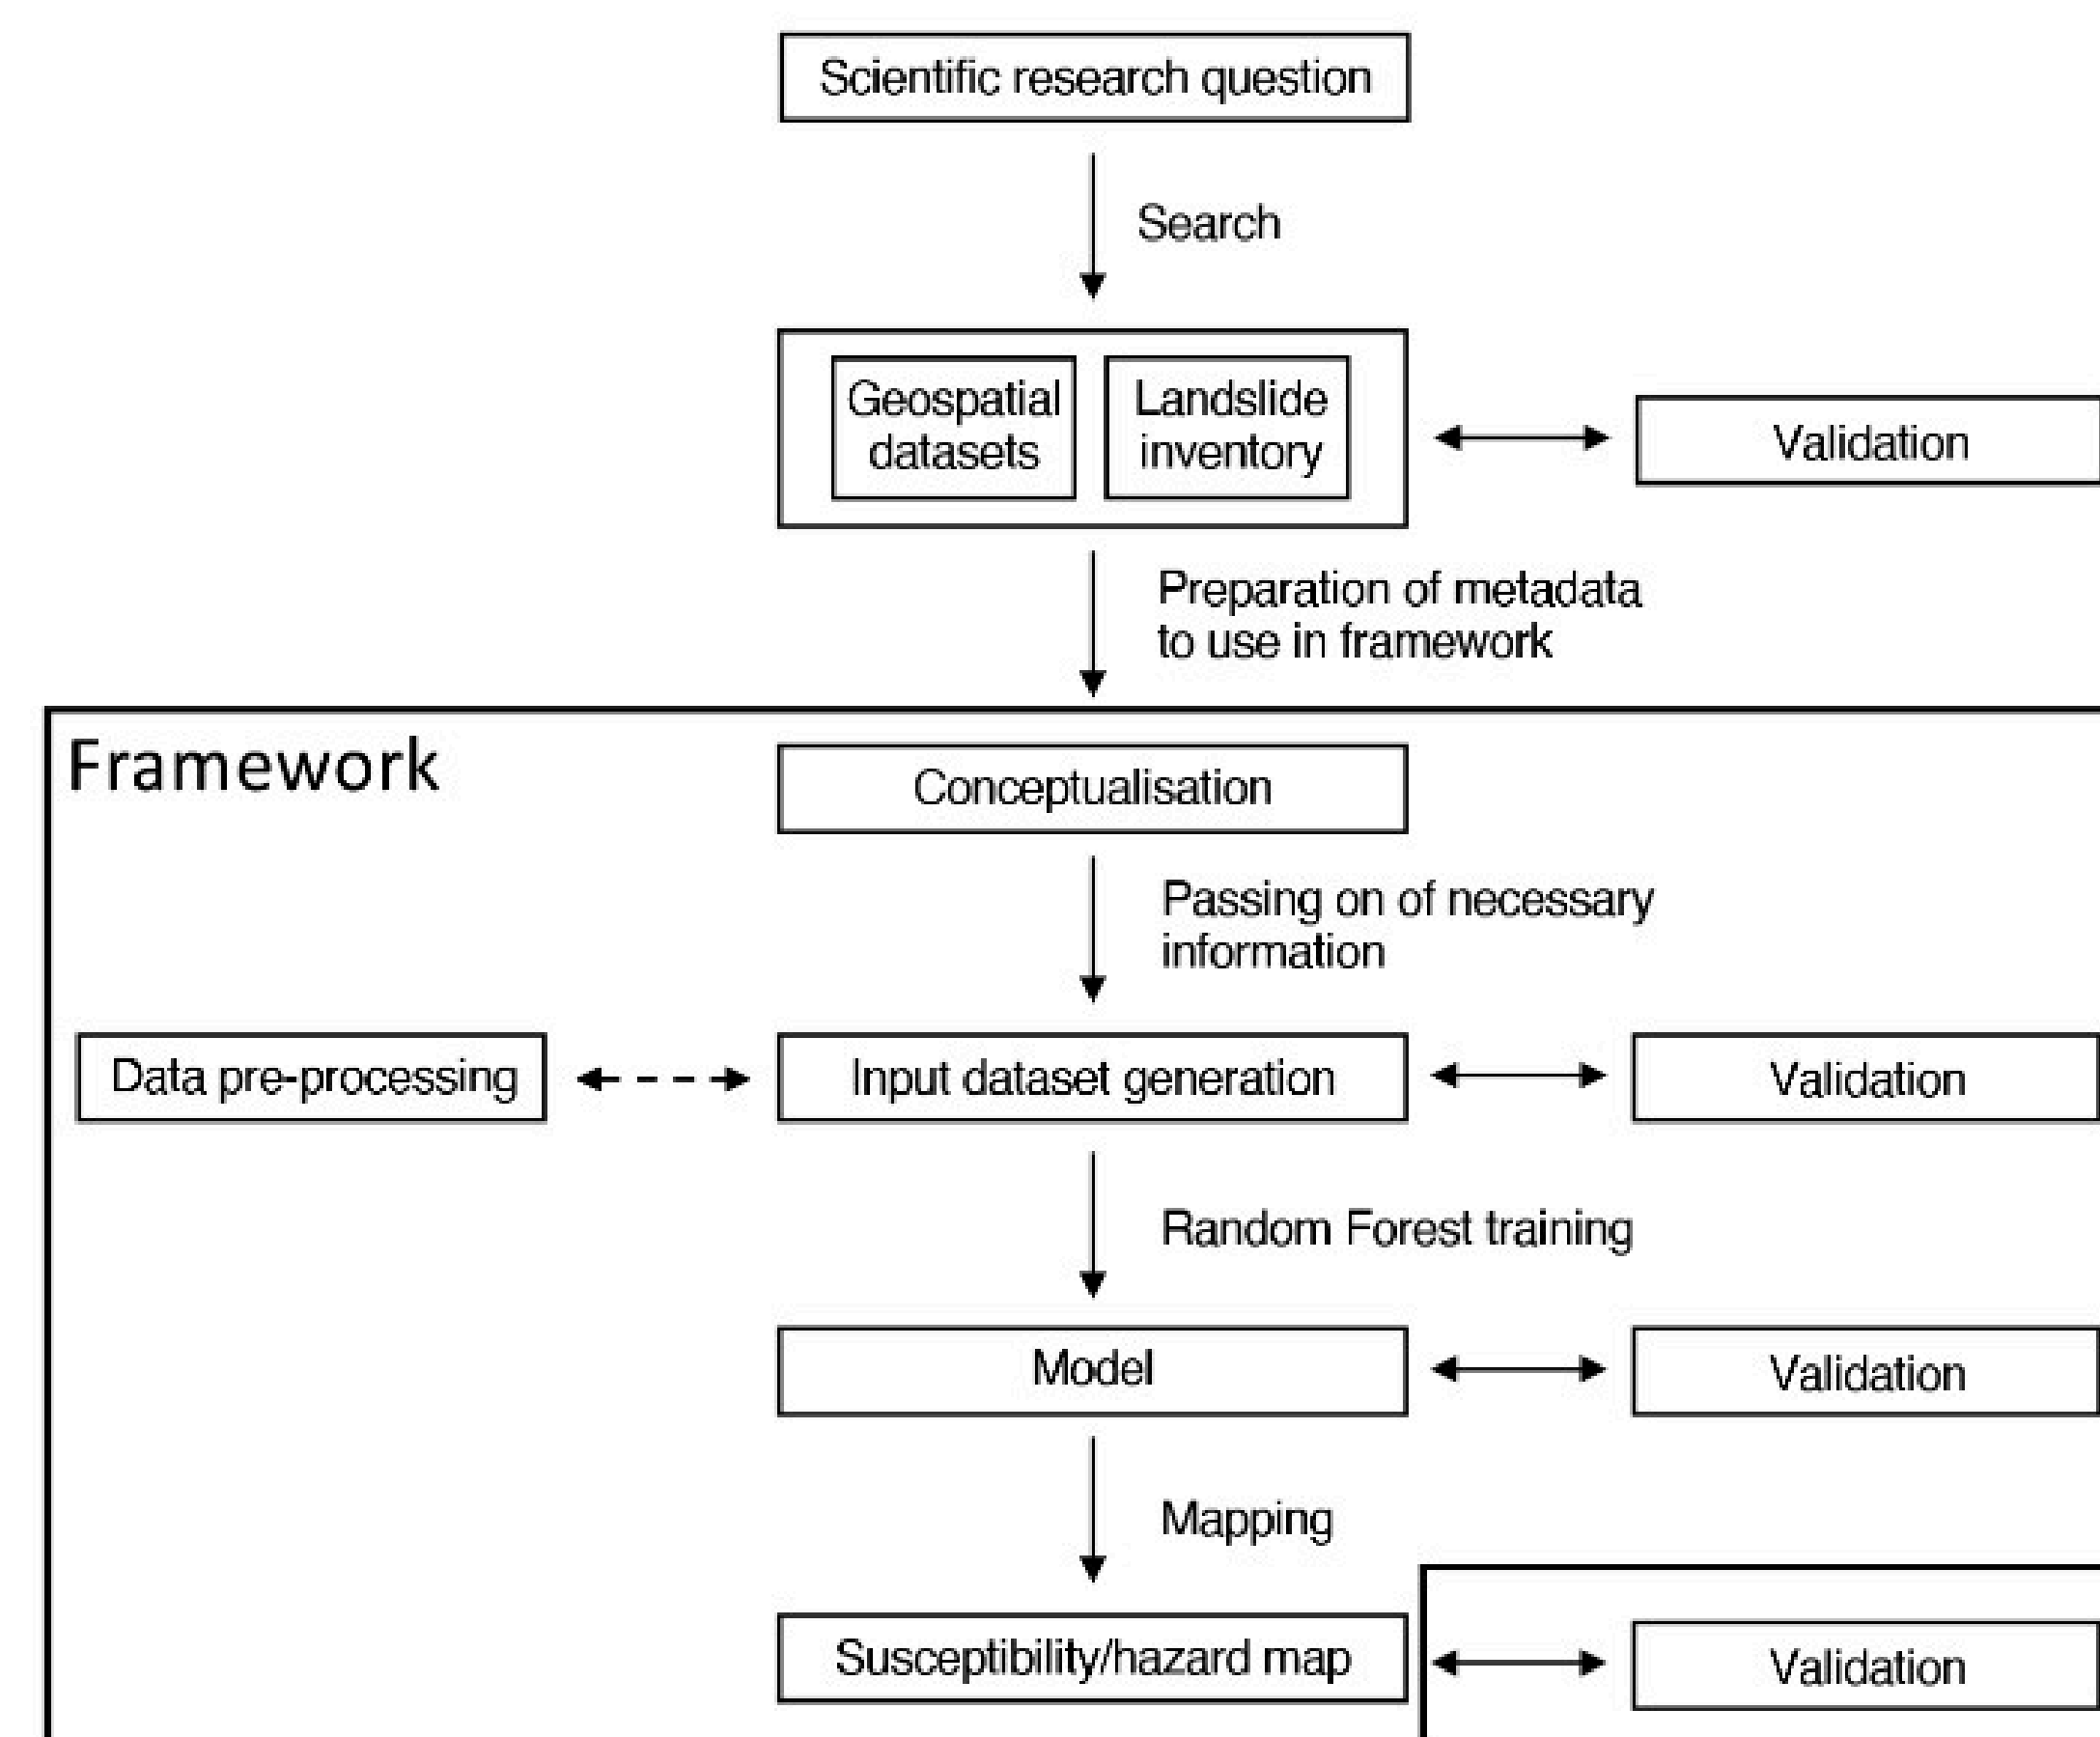 Scientific research question
Search
Geospatial
datasets
Landslide
inventory
Validation
Preparation of metadata
to use in framework
Framework
Conceptualisation
Passing on of necessary
information
Data pre-processing
Input dataset generation
Validation
Random Forest training
Model
Validation
Mapping
Susceptibility/hazard map
Validation